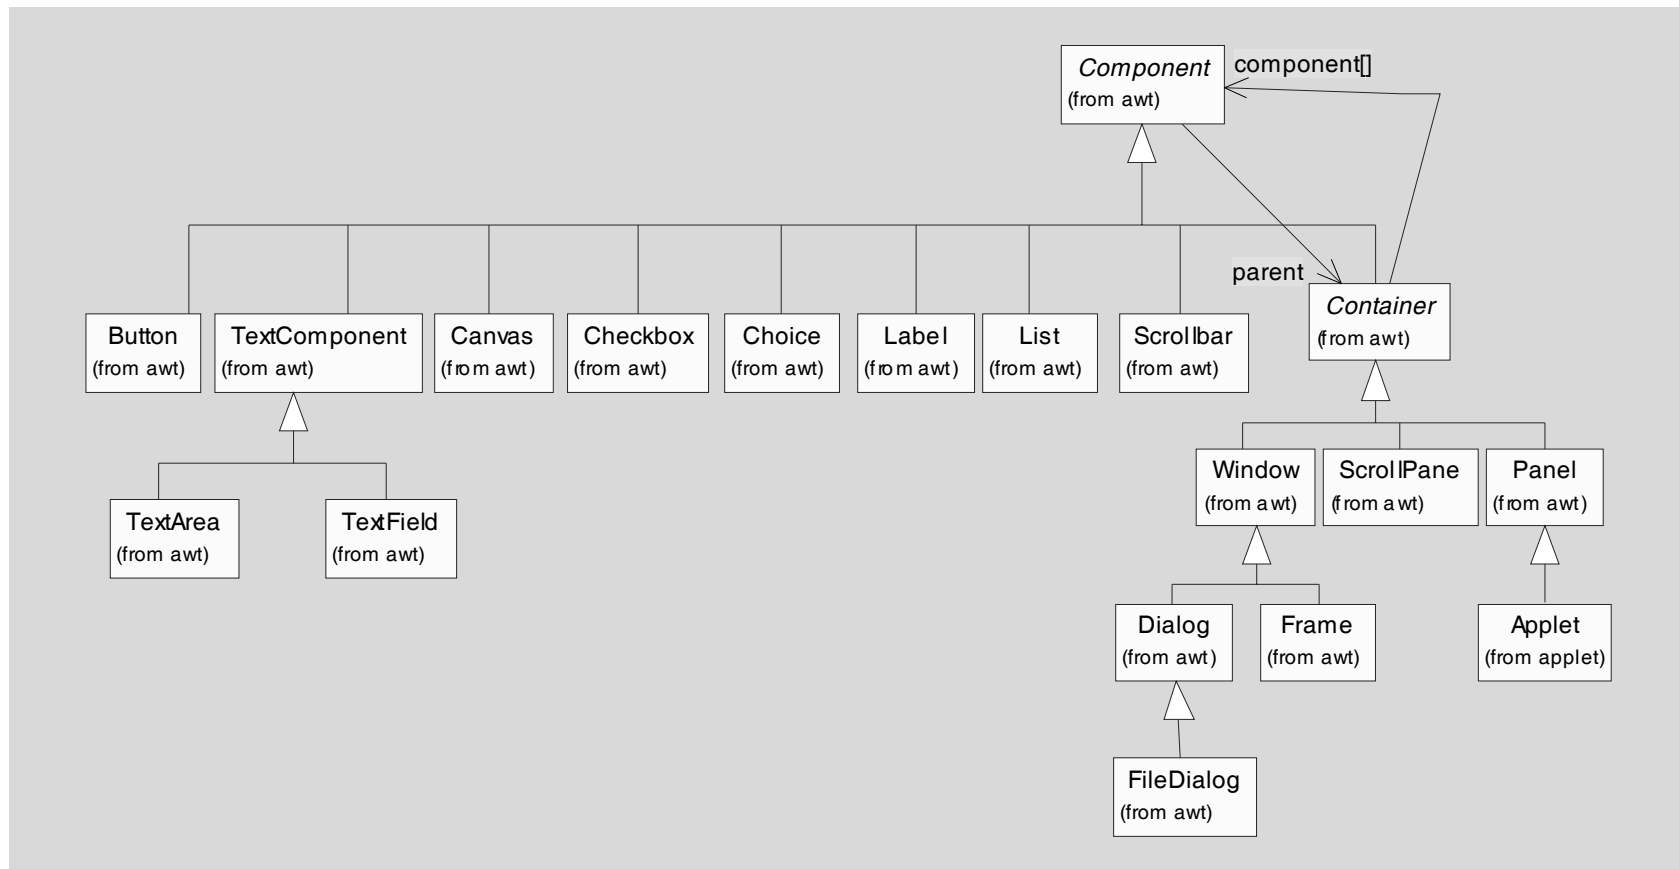 Component
(from awt)
component[]
parent
Container
(from awt)
Button
(from awt)
TextComponent
(from awt)
Canvas
(from awt)
Checkbox
(from awt)
Choice
(from awt)
Label
(from awt)
List
(from awt)
Scrollbar
(from awt)
Window
(from awt)
ScrollPane
(from awt)
Panel
(from awt)
TextArea
(from awt)
TextField
(from awt)
Dialog
(from awt)
Frame
(from awt)
Applet
(from applet)
FileDialog
(from awt)